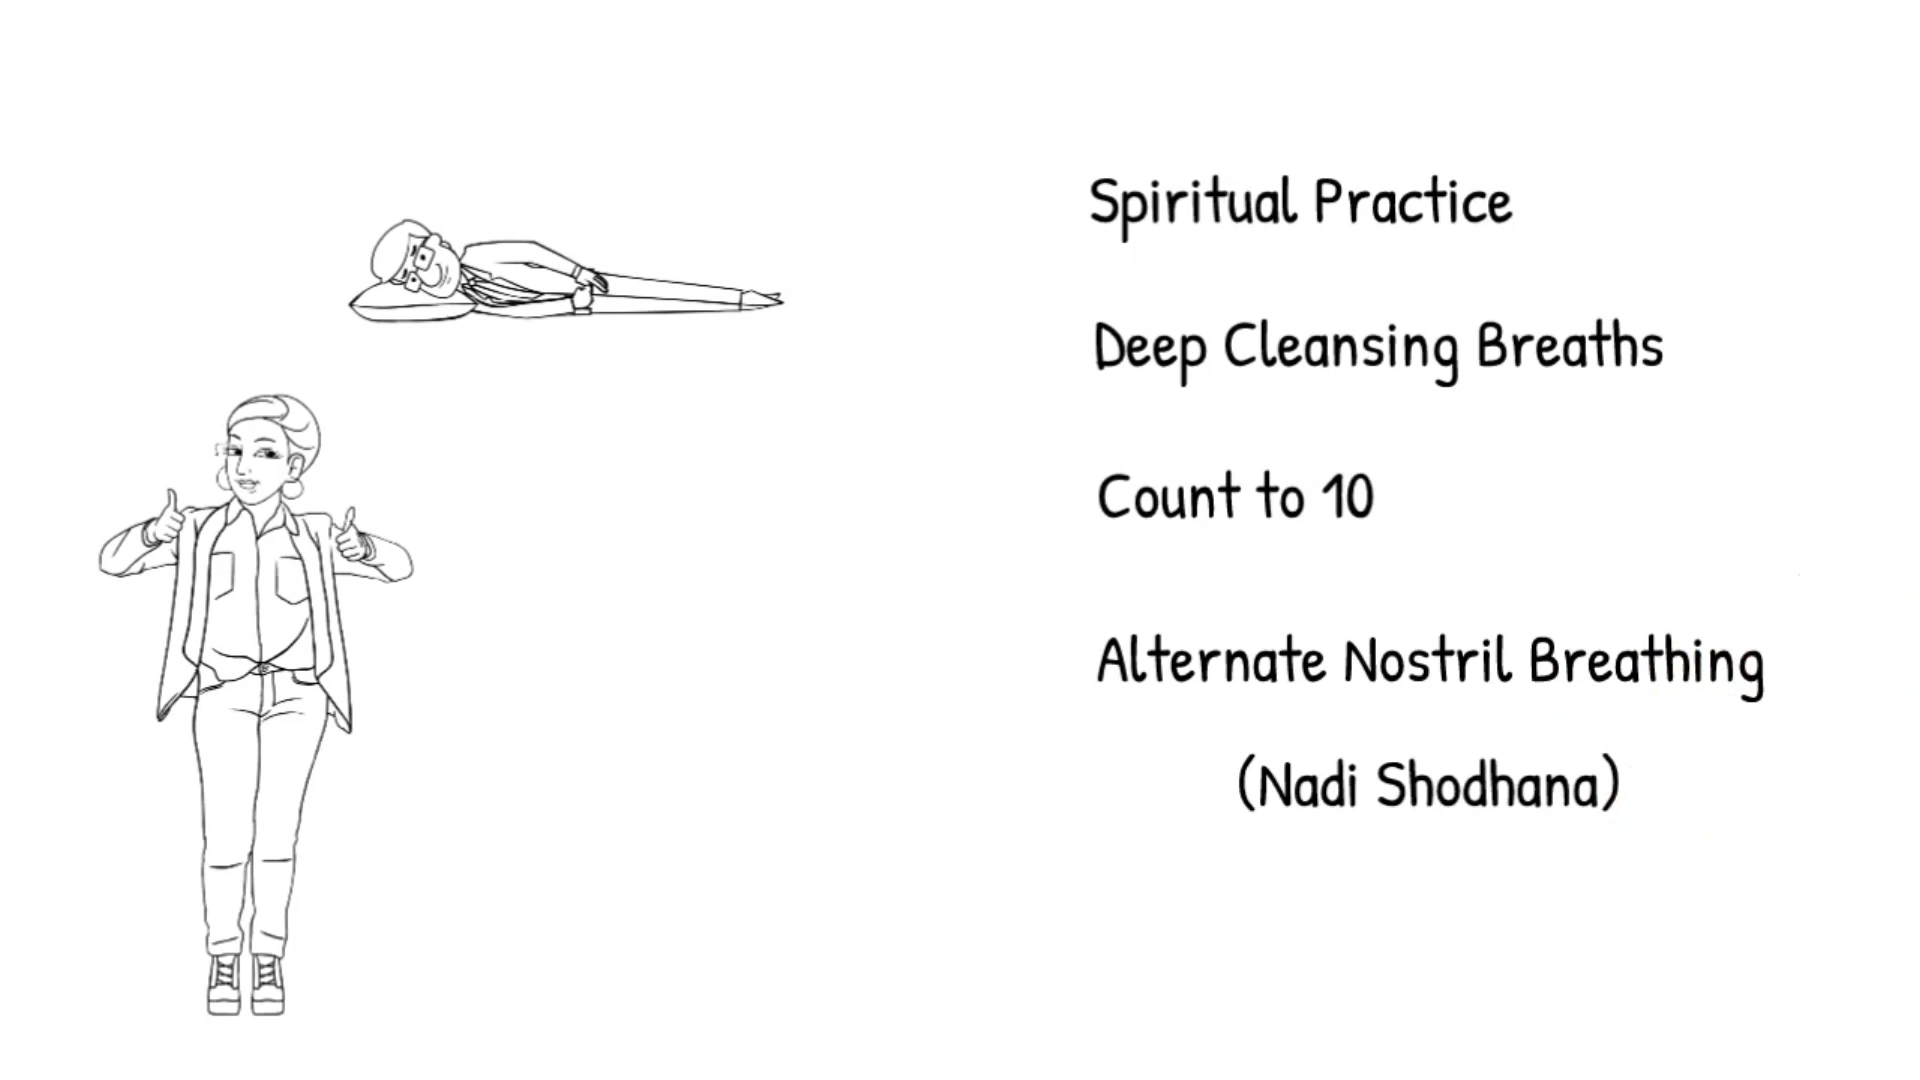 Spiritual Practice
Deep Cleansing Breaths
Count to 10
Alternate Nostril Breathing
(Nadi Shodhana)